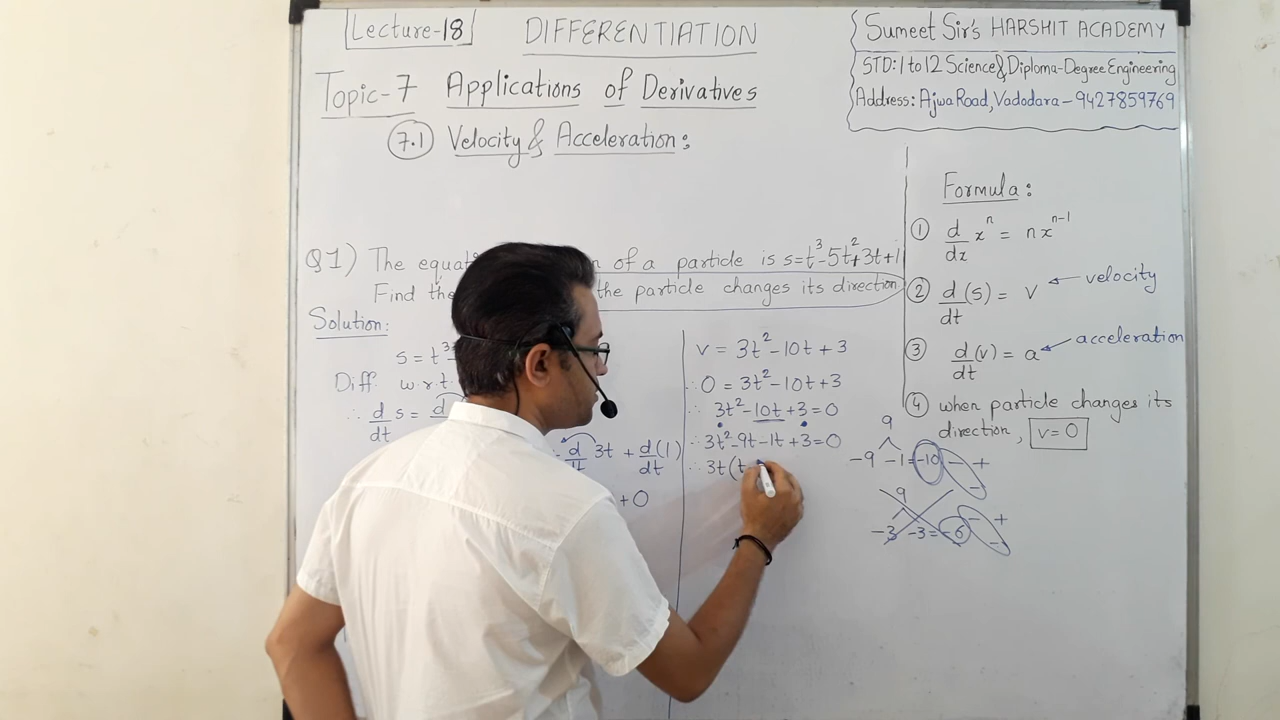 Lecture-18
DIFFERENTIATION
Topic-7 Applications of Derivatives
7.1 Velocity & Acceleration:
Sumeet Sir's HARSHIT ACADEMY
STD: 1 to 12 Science & Diploma-Degree Engineering
Address: Ajwa Road, Vadodara - 9427859769
Q1) The of a particle is s=t³-5t²+3t+1
Find the the particle changes its direction
Solution:
s = t³
Diff w.r.t.
∴ d/dt s = d
d/dt 3t + d/dt (1)
+ 0
v = 3t²-10t+3
∴ 0 = 3t²-10t+3
∴ 3t²-10t+3=0
∴ 3t²-9t-1t+3=0
∴ 3t(t
Formula:
① d/dx xⁿ = nxⁿ⁻¹
② d/dt (s) = v ← velocity
③ d/dt (v) = a ← acceleration
④ when particle changes its
direction, v=0
9
-9 -1 = -10 - +
-
9
-3 -3 = -6 - +
-